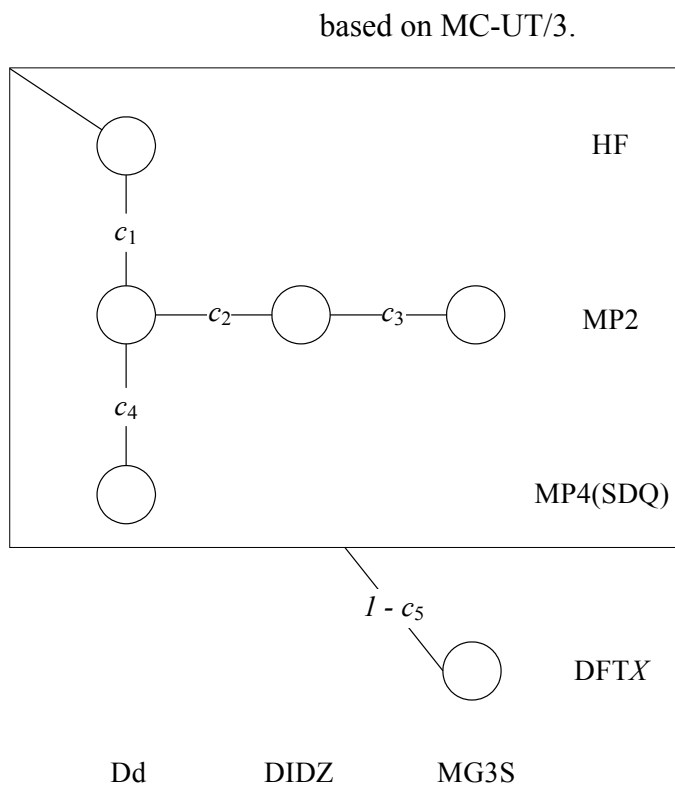 based on MC-UT/3.
HF
c1
c2 c3 MP2
c4
MP4(SDQ)
1 - c5
DFTX
Dd DIDZ MG3S